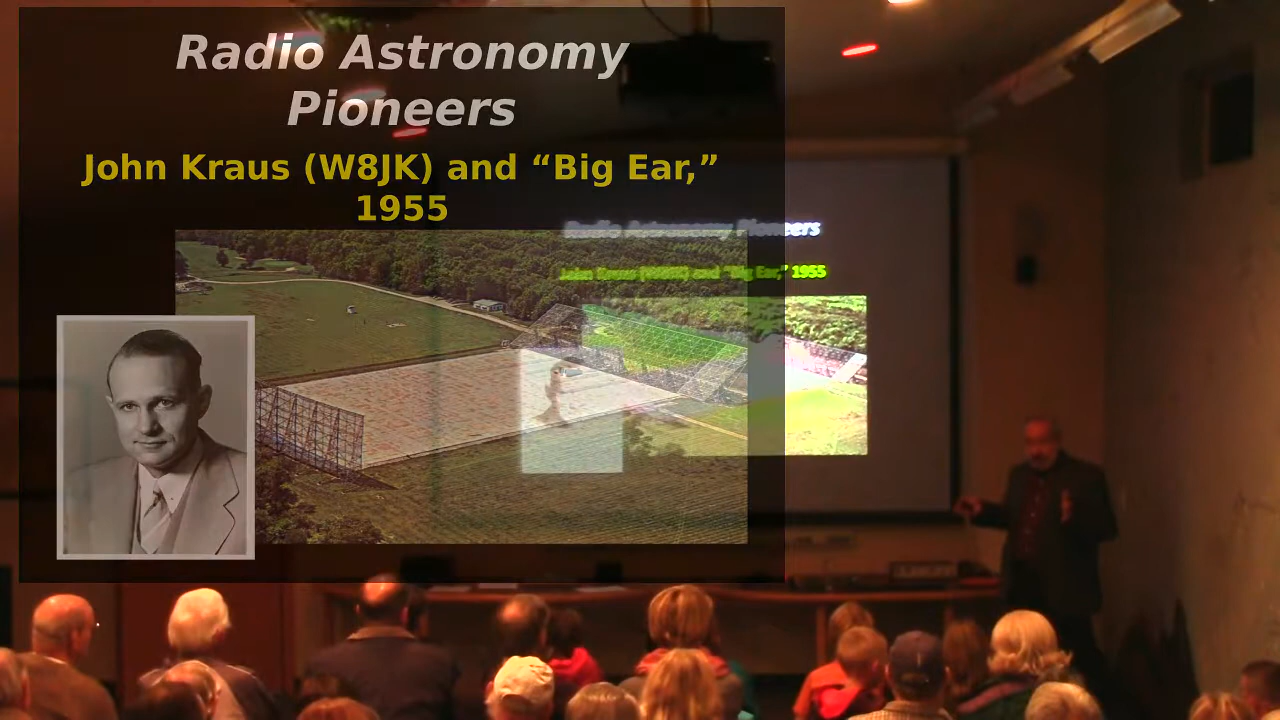 Radio Astronomy
Pioneers
John Kraus (W8JK) and “Big Ear,”
1955
Radio Astronomy Pioneers
John Kraus (W8JK) and “Big Ear,” 1955